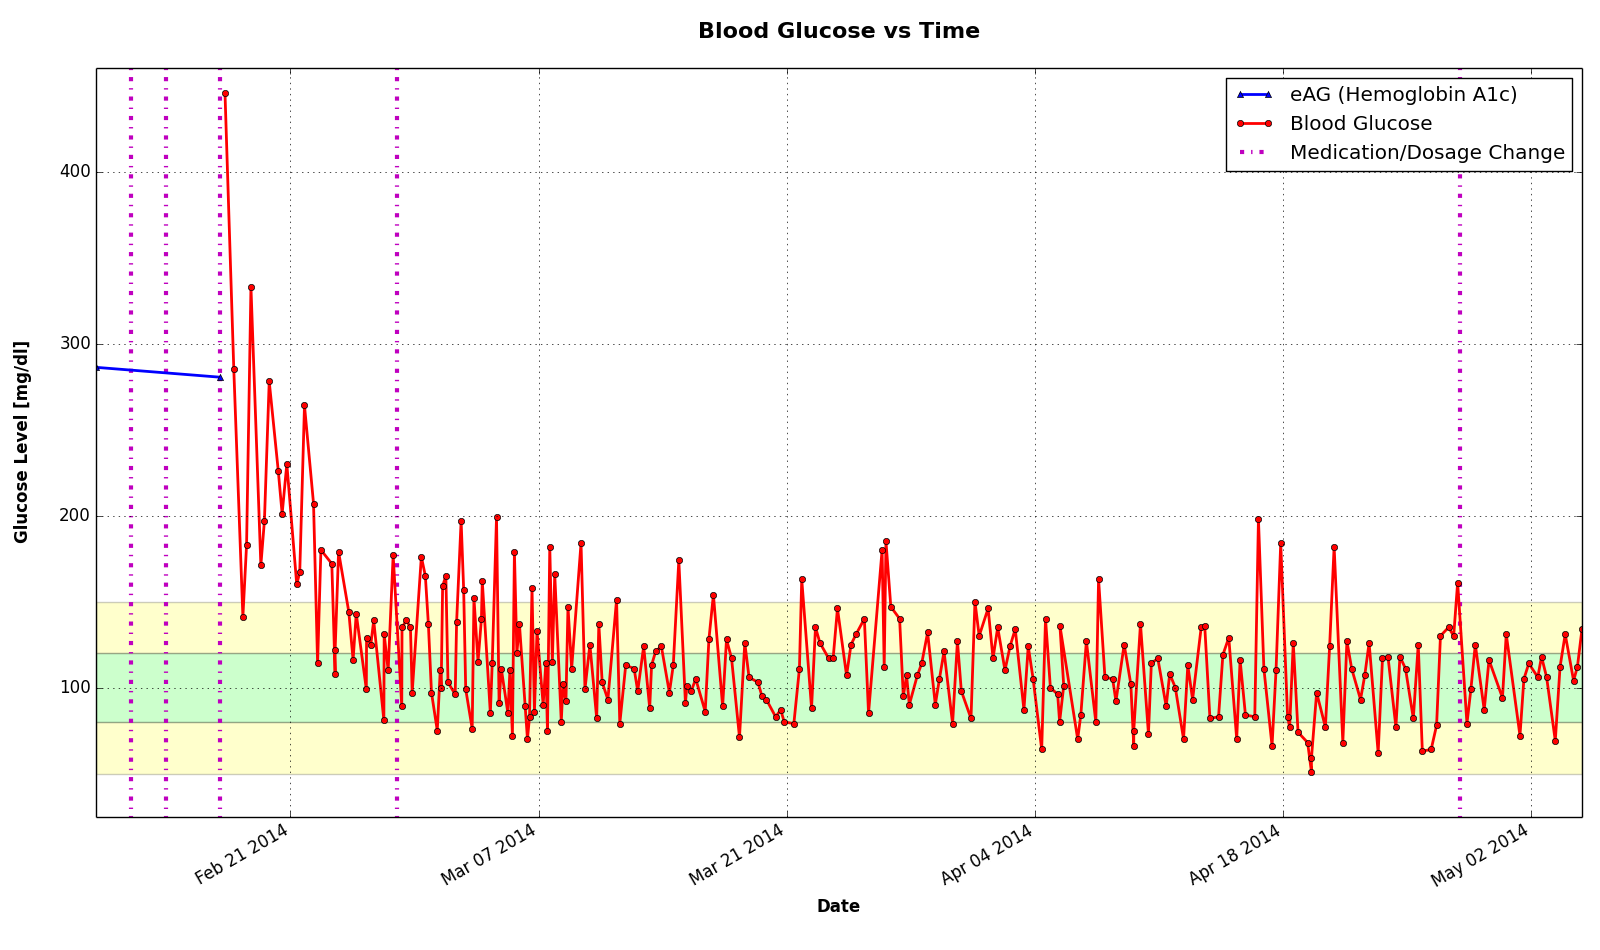 Blood Glucose vs Time
eAG (Hemoglobin A1c)
Blood Glucose
Medication/Dosage Change
400
300
200
100
Glucose Level [mg/dl]
Feb 21 2014
Mar 07 2014
Mar 21 2014
Apr 04 2014
Apr 18 2014
May 02 2014
Date